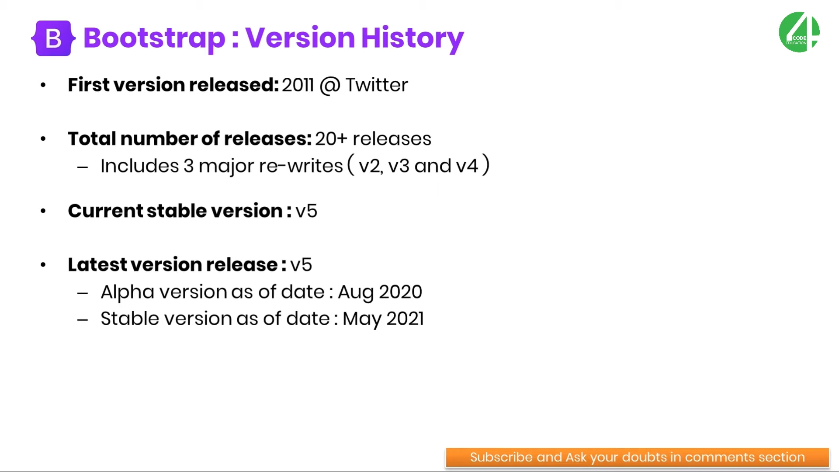 B Bootstrap : Version History
4 CODE
• First version released: 2011 @ Twitter
• Total number of releases: 20+ releases
– Includes 3 major re-writes ( v2, v3 and v4 )
• Current stable version : v5
• Latest version release : v5
– Alpha version as of date : Aug 2020
– Stable version as of date : May 2021
Subscribe and Ask your doubts in comments section